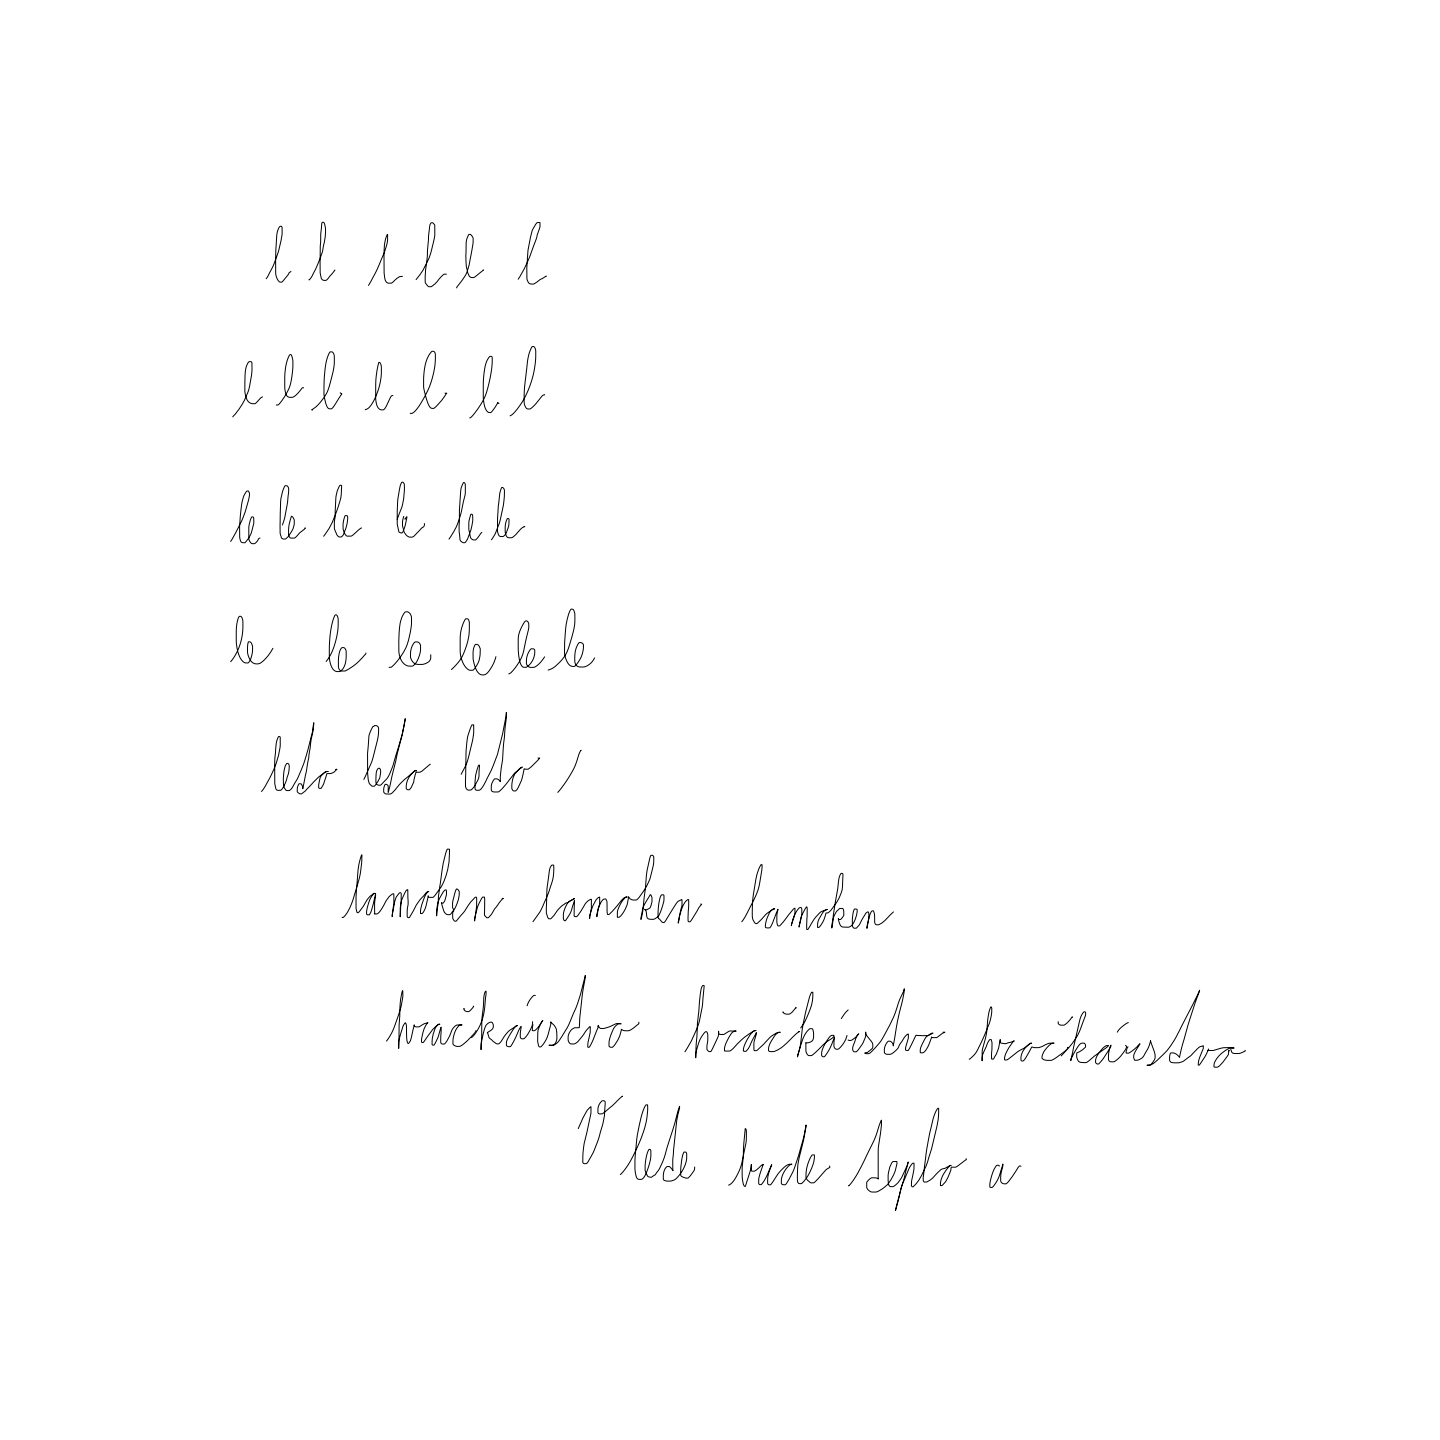 l l l l l l
l l l l l l l
le le le le le le
le le le le le le
leto leto leto
lamoken lamoken lamoken
hračkárstvo hračkárstvo hračkárstvo
V lete bude teplo a